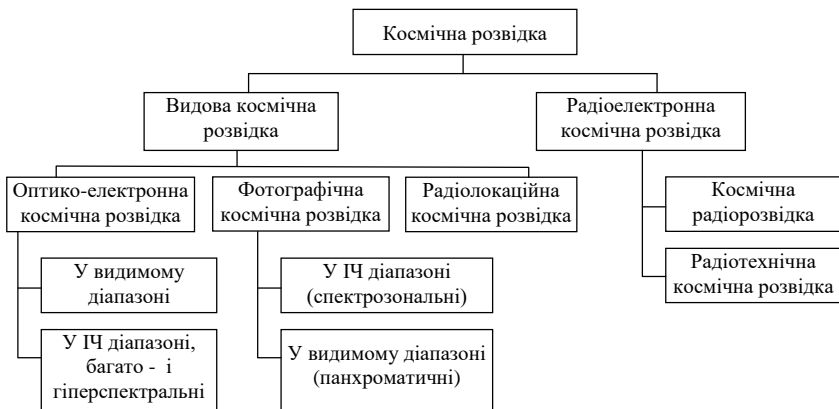 Космічна розвідка
Видова космічна
розвідка
Радіоелектронна
космічна розвідка
Оптико-електронна
космічна розвідка
Фотографічна
космічна розвідка
Радіолокаційна
космічна розвідка
Космічна
радіорозвідка
У видимому
діапазоні
У ІЧ діапазоні
(спектрозональні)
Радіотехнічна
космічна розвідка
У ІЧ діапазоні,
багато - і
гіперспектральні
У видимому діапазоні
(панхроматичні)